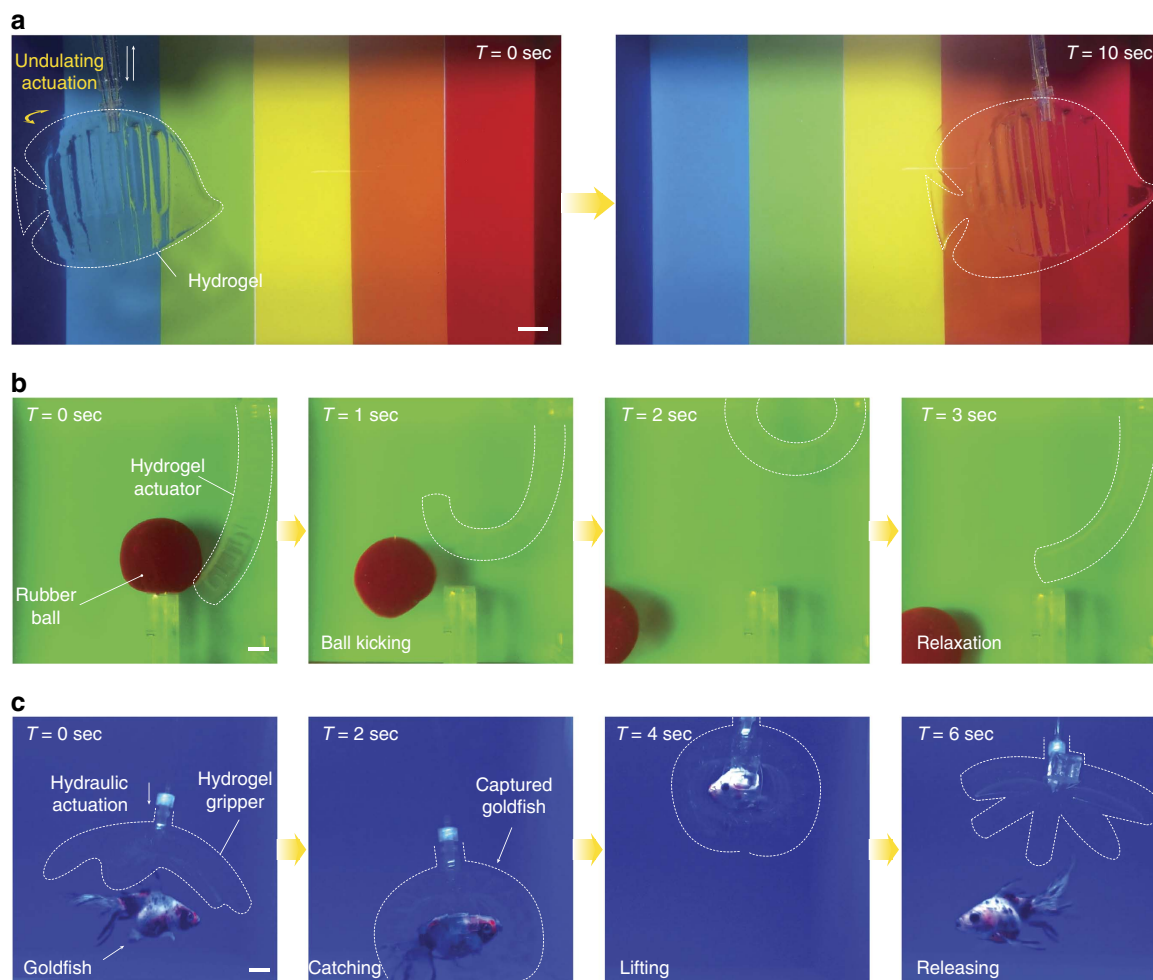 a
Undulating
actuation
T = 0 sec
Hydrogel
T = 10 sec
b
T = 0 sec
Hydrogel
actuator
Rubber
ball
T = 1 sec
Ball kicking
T = 2 sec
T = 3 sec
Relaxation
c
T = 0 sec
Hydraulic
actuation
Hydrogel
gripper
Goldfish
T = 2 sec
Captured
goldfish
Catching
T = 4 sec
Lifting
T = 6 sec
Releasing